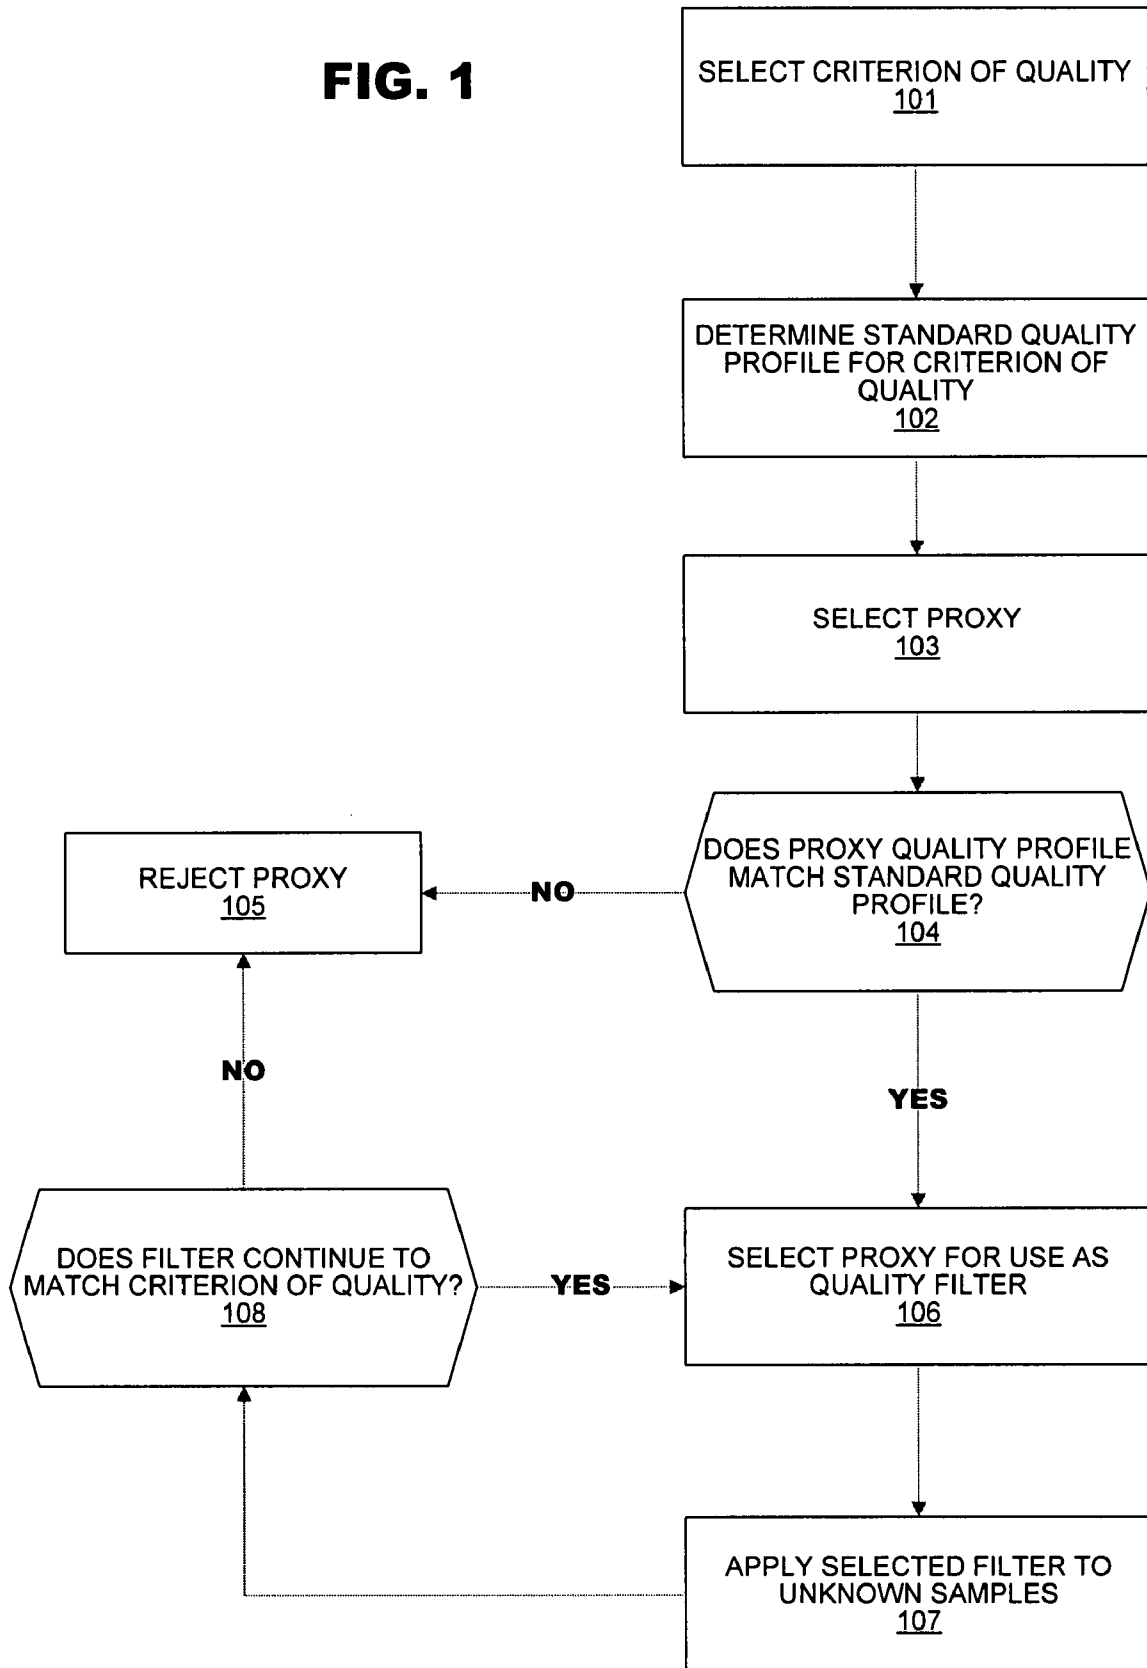 FIG. 1
SELECT CRITERION OF QUALITY
101
DETERMINE STANDARD QUALITY
PROFILE FOR CRITERION OF
QUALITY
102
SELECT PROXY
103
DOES PROXY QUALITY PROFILE
MATCH STANDARD QUALITY
PROFILE?
104
NO
REJECT PROXY
105
NO
YES
DOES FILTER CONTINUE TO
MATCH CRITERION OF QUALITY?
108
YES
SELECT PROXY FOR USE AS
QUALITY FILTER
106
APPLY SELECTED FILTER TO
UNKNOWN SAMPLES
107